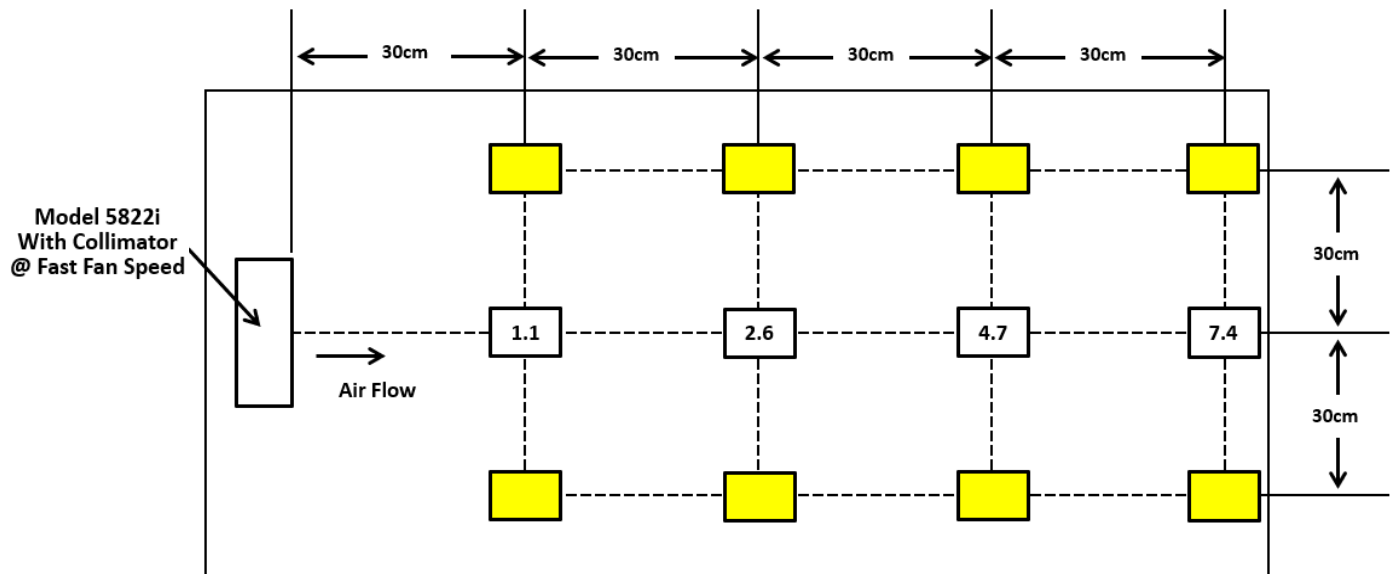 30cm
30cm
30cm
30cm
Model 5822i
With Collimator
@ Fast Fan Speed
30cm
1.1
2.6
4.7
7.4
Air Flow
30cm